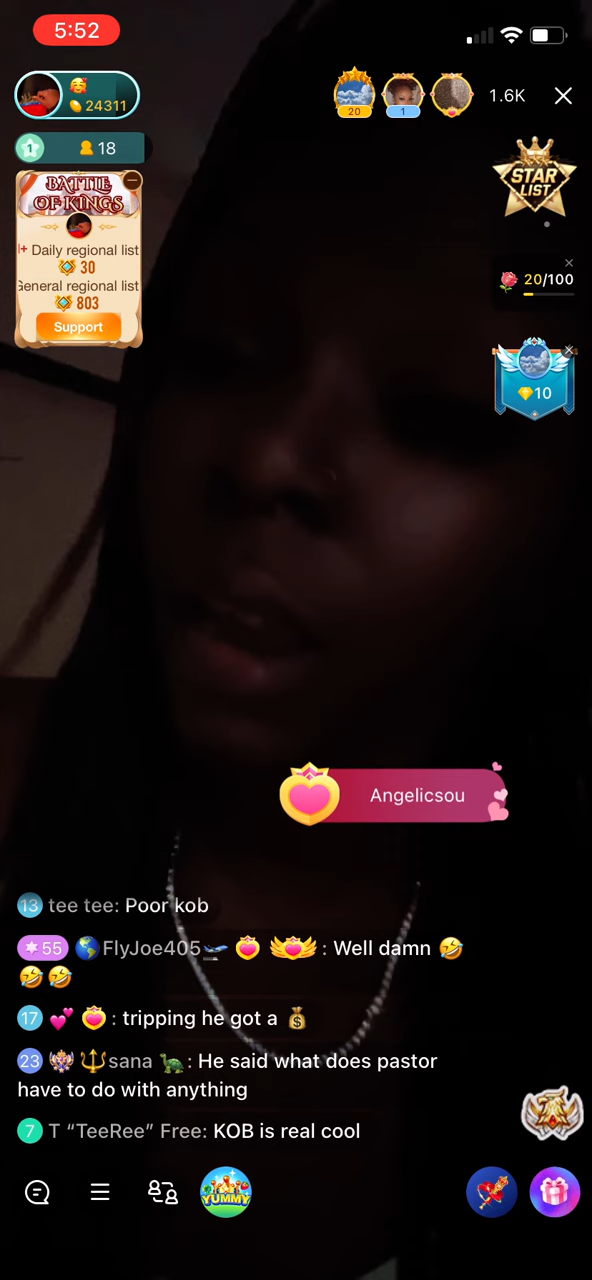 5:52
🥰
24311
20
1
1.6K
1
18
BATTLE
OF KINGS
Daily regional list
30
General regional list
803
Support
STAR
LIST
20/100
10
Angelicsou
13 tee tee: Poor kob
55 🌎FlyJoe405🛫 : Well damn 🤣
🤣🤣
17 💕 : tripping he got a 💰
23 🔱sana 🐢: He said what does pastor
have to do with anything
7 T “TeeRee” Free: KOB is real cool
YUMMY